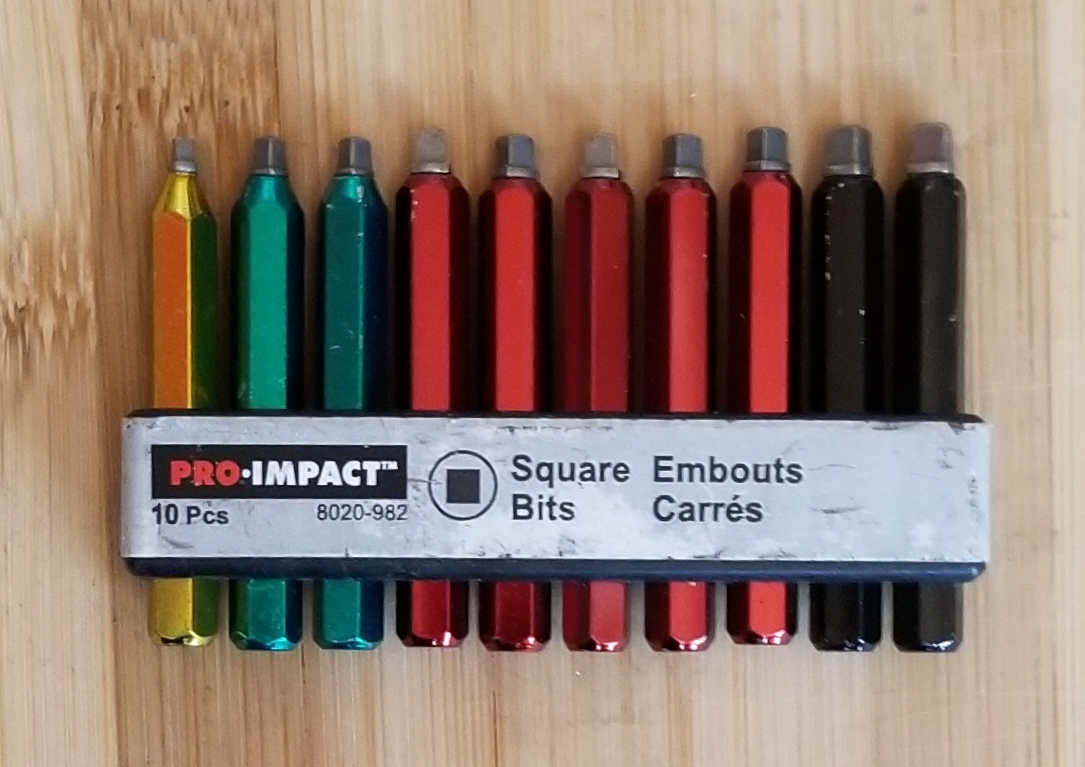 PRO·IMPACT™
10 Pcs 8020-982
Square Bits
Embouts Carrés